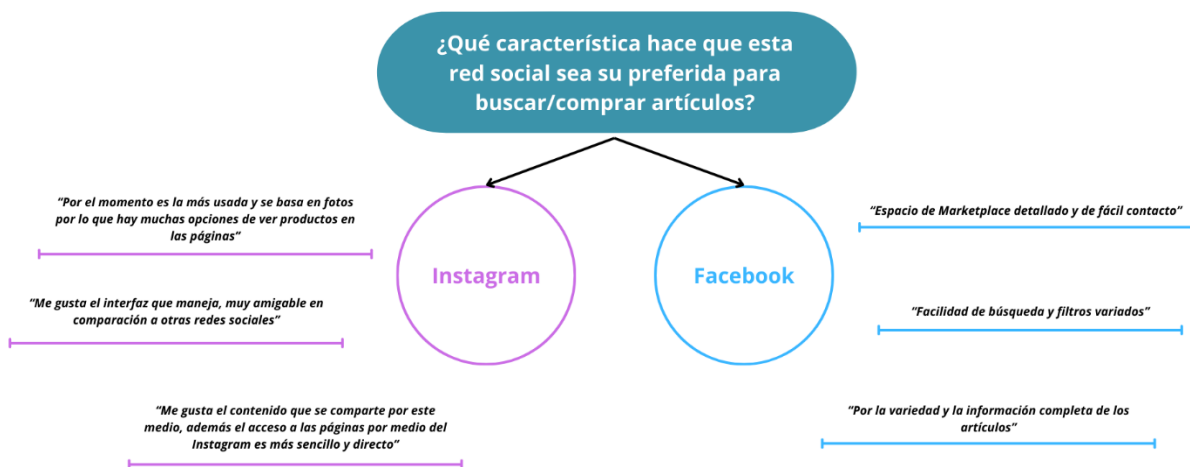 ¿Qué característica hace que esta
red social sea su preferida para
buscar/comprar artículos?
“Por el momento es la más usada y se basa en fotos
por lo que hay muchas opciones de ver productos en
las páginas”
“Me gusta el interfaz que maneja, muy amigable en
comparación a otras redes sociales”
“Me gusta el contenido que se comparte por este
medio, además el acceso a las páginas por medio del
Instagram es más sencillo y directo”
Instagram
Facebook
“Espacio de Marketplace detallado y de fácil contacto”
“Facilidad de búsqueda y filtros variados”
“Por la variedad y la información completa de los
artículos”